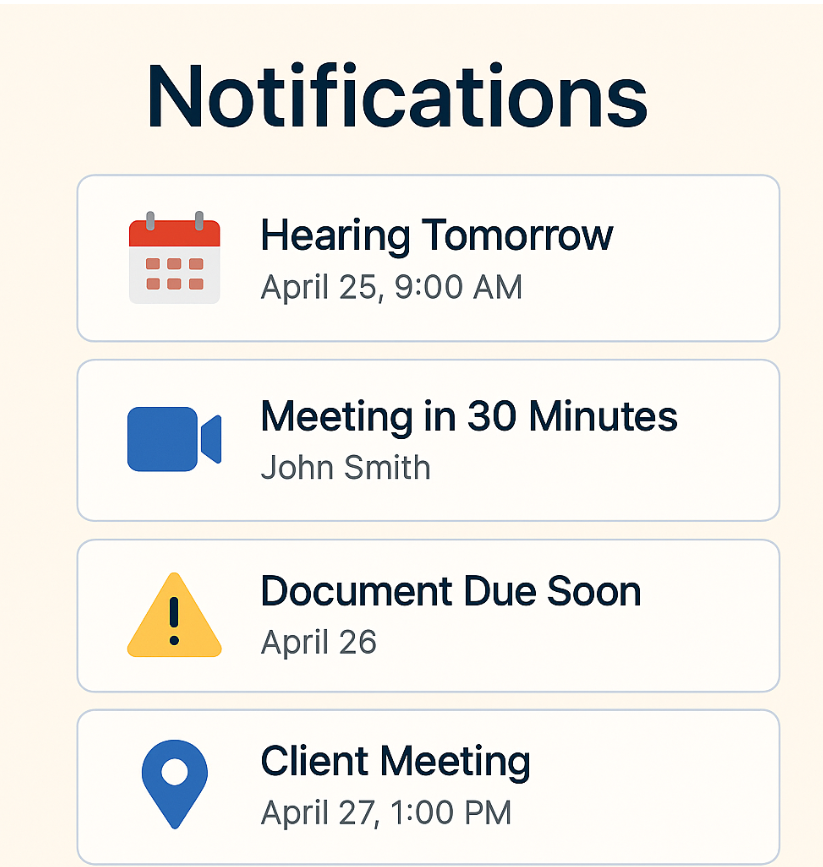 Notifications
Hearing Tomorrow
April 25, 9:00 AM
Meeting in 30 Minutes
John Smith
Document Due Soon
April 26
Client Meeting
April 27, 1:00 PM